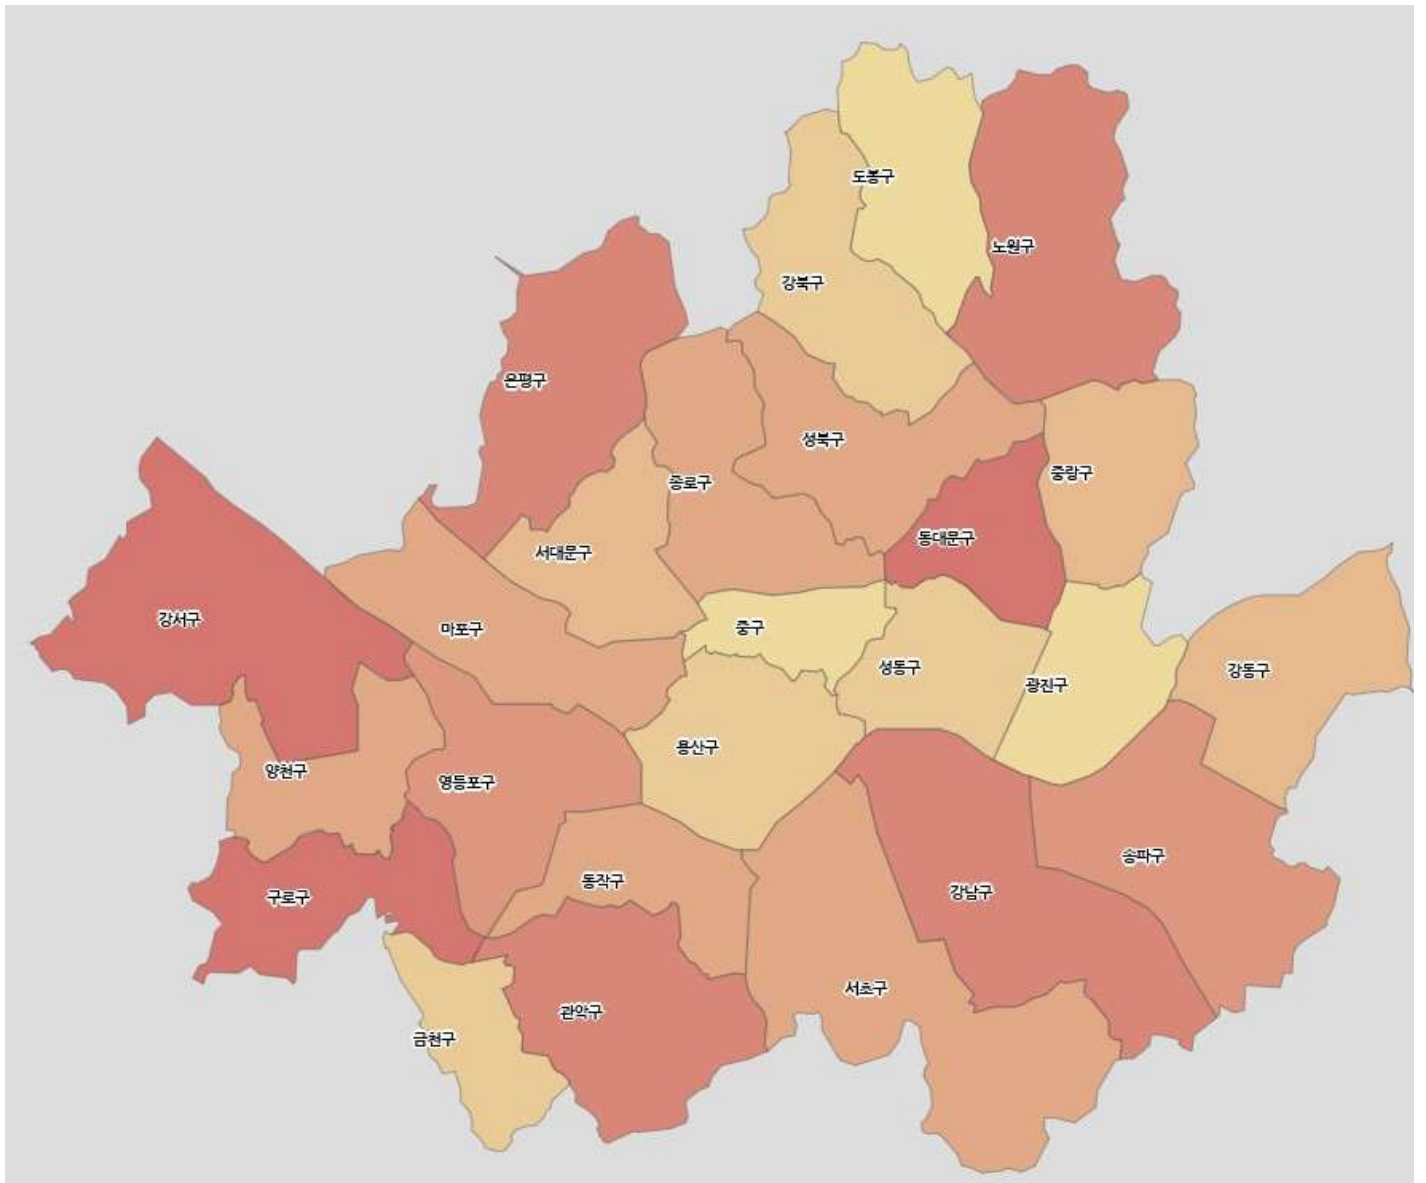 도봉구
노원구
강북구
은평구
성북구
중랑구
종로구
동대문구
서대문구
강서구
마포구
중구
성동구
강동구
광진구
용산구
양천구
영등포구
송파구
동작구
강남구
구로구
서초구
관악구
금천구